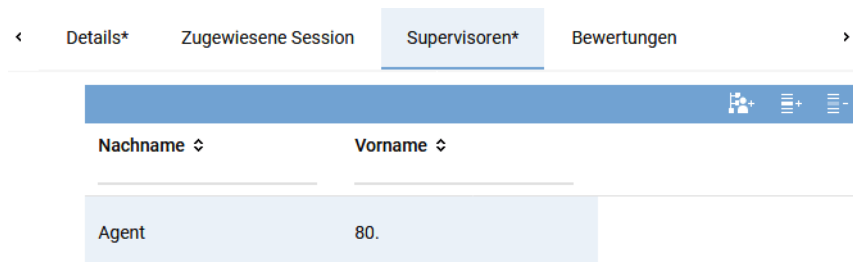 Details* Zugewiesene Session Supervisoren* Bewertungen
Nachname Vorname
Agent 80.